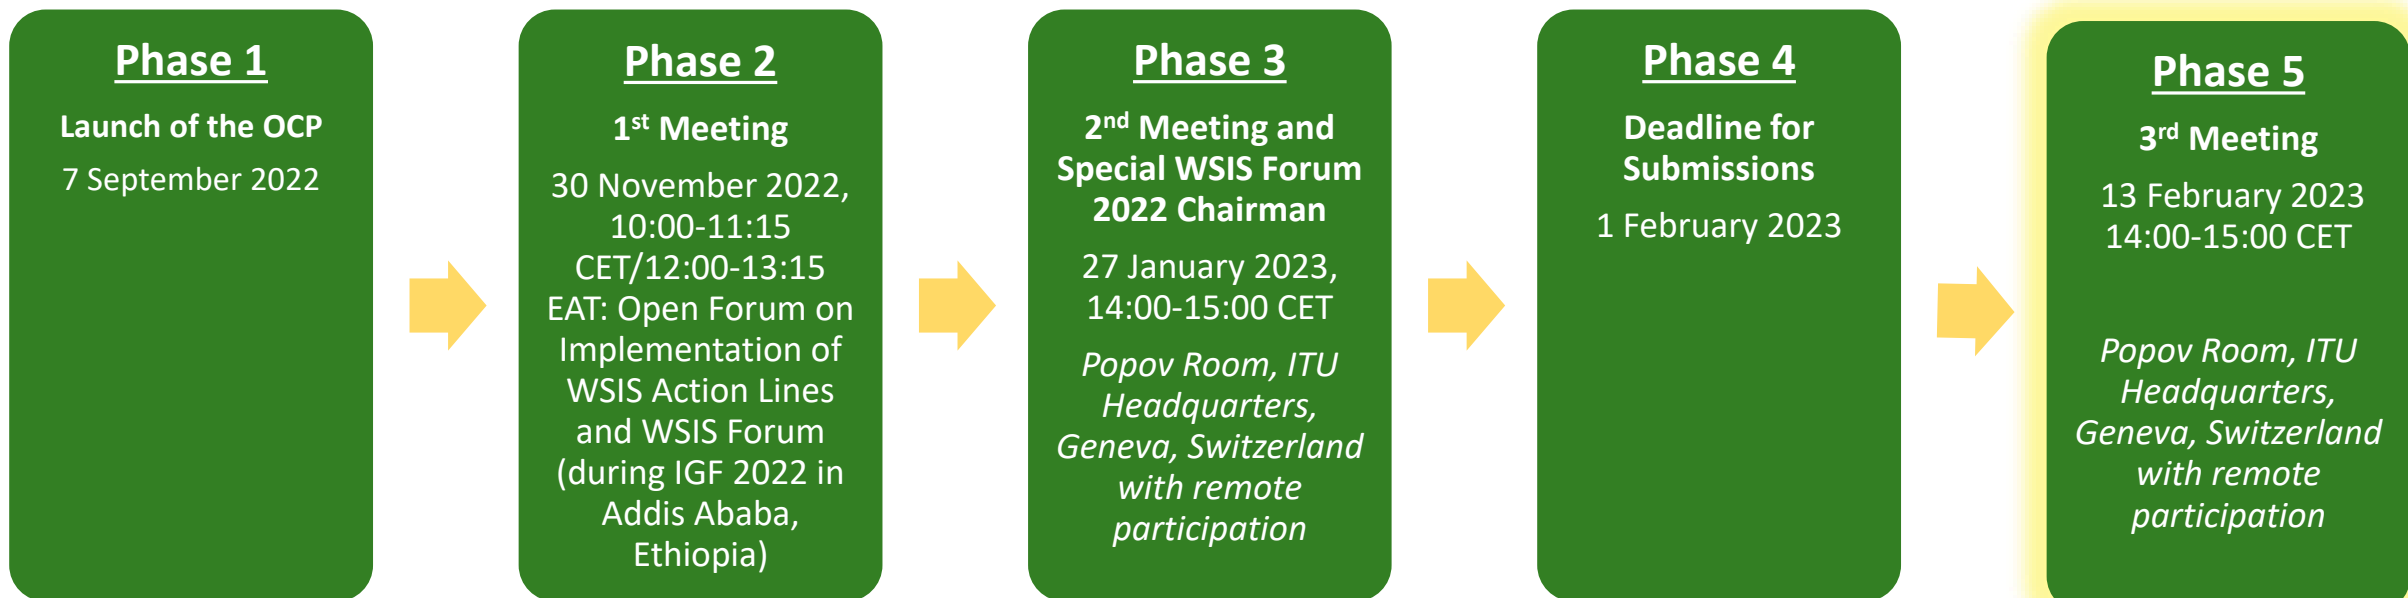 Phase 1
Launch of the OCP
7 September 2022
Phase 2
1st Meeting
30 November 2022,
10:00-11:15
CET/12:00-13:15
EAT: Open Forum on
Implementation of
WSIS Action Lines
and WSIS Forum
(during IGF 2022 in
Addis Ababa,
Ethiopia)
Phase 3
2nd Meeting and
Special WSIS Forum
2022 Chairman
27 January 2023,
14:00-15:00 CET
Popov Room, ITU
Headquarters,
Geneva, Switzerland
with remote
participation
Phase 4
Deadline for
Submissions
1 February 2023
Phase 5
3rd Meeting
13 February 2023
14:00-15:00 CET
Popov Room, ITU
Headquarters,
Geneva, Switzerland
with remote
participation